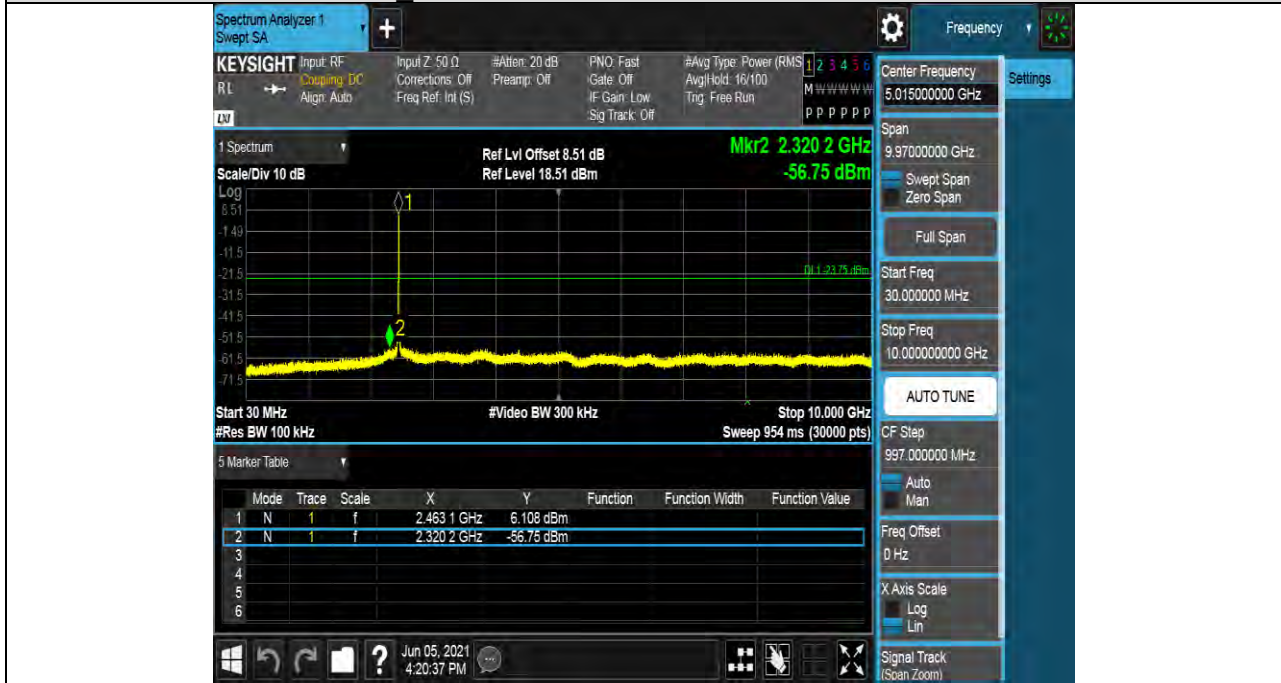 Spectrum Analyzer 1
Swept SA
+
Frequency
KEYSIGHT Input: RF Input Z: 50 Ω #Atten: 20 dB PNO: Fast #Avg Type: Power (RMS 1 2 3 4 5 6
RL Coupling: DC Corrections: Off Preamp: Off Gate: Off Avg|Hold: 16/100 M W W W W W
Align: Auto Freq Ref: Int (S) IF Gain: Low Trig: Free Run
LXI Sig Track: Off P P P P P P
1 Spectrum Ref Lvl Offset 8.51 dB Mkr2 2.320 2 GHz
Scale/Div 10 dB Ref Level 18.51 dBm -56.75 dBm
Log
8.51
-1.49
-11.5
-21.5
-31.5
-41.5
-51.5
-61.5
-71.5
1
DL1 -23.75 dBm
2
Start 30 MHz #Video BW 300 kHz Stop 10.000 GHz
#Res BW 100 kHz Sweep 954 ms (30000 pts)
5 Marker Table
Mode Trace Scale X Y Function Function Width Function Value
1 N 1 f 2.463 1 GHz 6.108 dBm
2 N 1 f 2.320 2 GHz -56.75 dBm
3
4
5
6
? Jun 05, 2021
4:20:37 PM
Center Frequency
5.015000000 GHz
Settings
Span
9.97000000 GHz
Swept Span
Zero Span
Full Span
Start Freq
30.000000 MHz
Stop Freq
10.000000000 GHz
AUTO TUNE
CF Step
997.000000 MHz
Auto
Man
Freq Offset
0 Hz
X Axis Scale
Log
Lin
Signal Track
(Span Zoom)